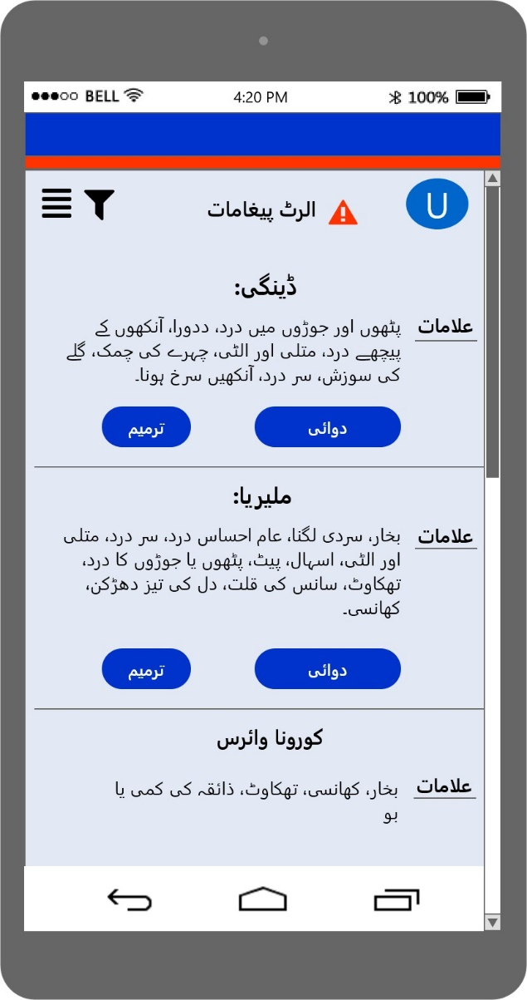 BELL
4:20 PM
100%
U
الرٹ پیغامات
ڈینگی:
علامات
پٹھوں اور جوڑوں میں درد، ددورا، آنکھوں کے
پیچھے درد، متلی اور الٹی، چہرے کی چمک، گلے
کی سوزش، سر درد، آنکھیں سرخ ہونا۔
دوائی
ترمیم
ملیریا:
علامات
بخار، سردی لگنا، عام احساس درد، سر درد، متلی
اور الٹی، اسہال، پیٹ، پٹھوں یا جوڑوں کا درد،
تھکاوٹ، سانس کی قلت، دل کی تیز دھڑکن،
کھانسی۔
دوائی
ترمیم
کورونا وائرس
علامات
بخار، کھانسی، تھکاوٹ، ذائقہ کی کمی یا
بو